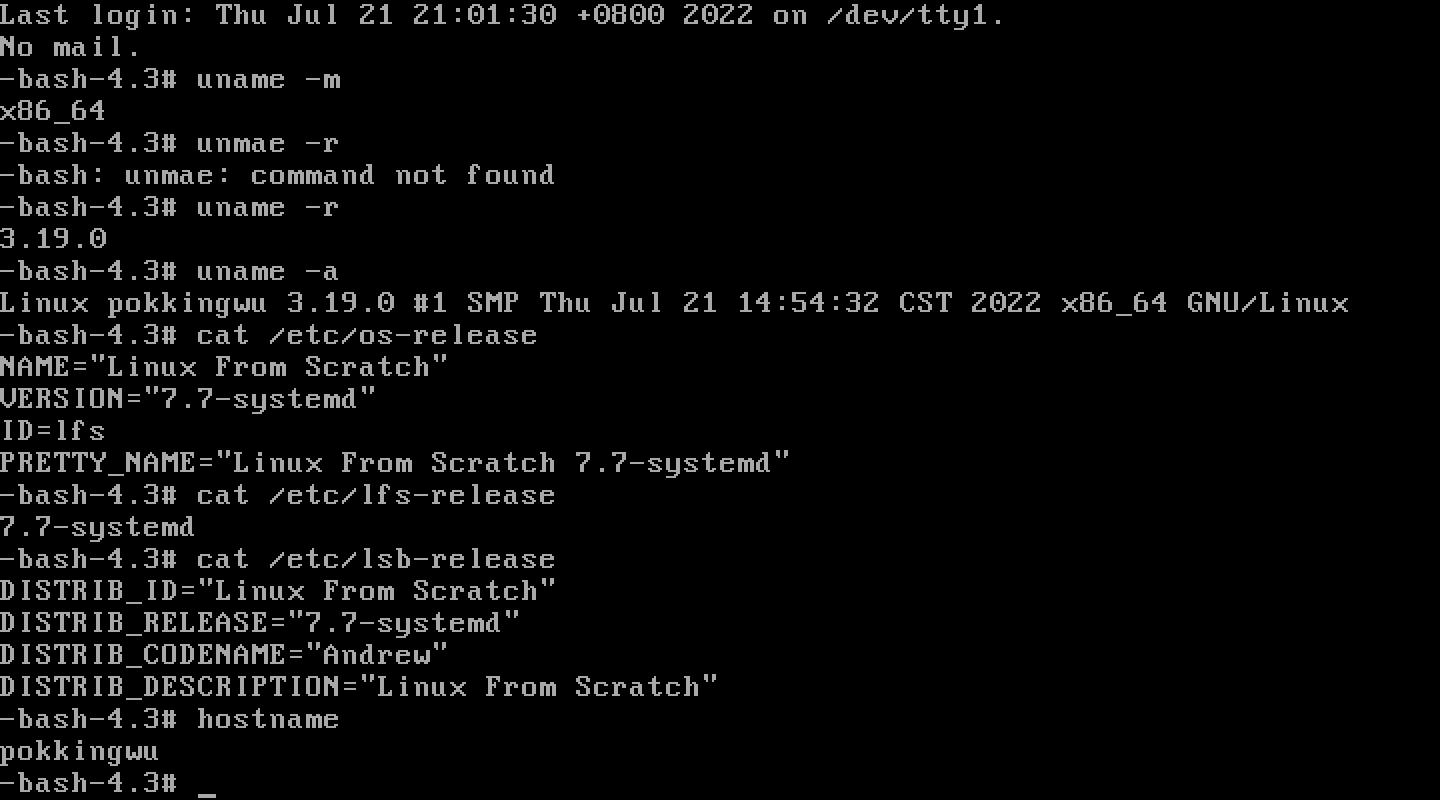 Last login: Thu Jul 21 21:01:30 +0800 2022 on /dev/tty1.
No mail.
-bash-4.3# uname -m
x86_64
-bash-4.3# unmae -r
-bash: unmae: command not found
-bash-4.3# uname -r
3.19.0
-bash-4.3# uname -a
Linux pokkingwu 3.19.0 #1 SMP Thu Jul 21 14:54:32 CST 2022 x86_64 GNU/Linux
-bash-4.3# cat /etc/os-release
NAME="Linux From Scratch"
VERSION="7.7-systemd"
ID=lfs
PRETTY_NAME="Linux From Scratch 7.7-systemd"
-bash-4.3# cat /etc/lfs-release
7.7-systemd
-bash-4.3# cat /etc/lsb-release
DISTRIB_ID="Linux From Scratch"
DISTRIB_RELEASE="7.7-systemd"
DISTRIB_CODENAME="Andrew"
DISTRIB_DESCRIPTION="Linux From Scratch"
-bash-4.3# hostname
pokkingwu
-bash-4.3# _